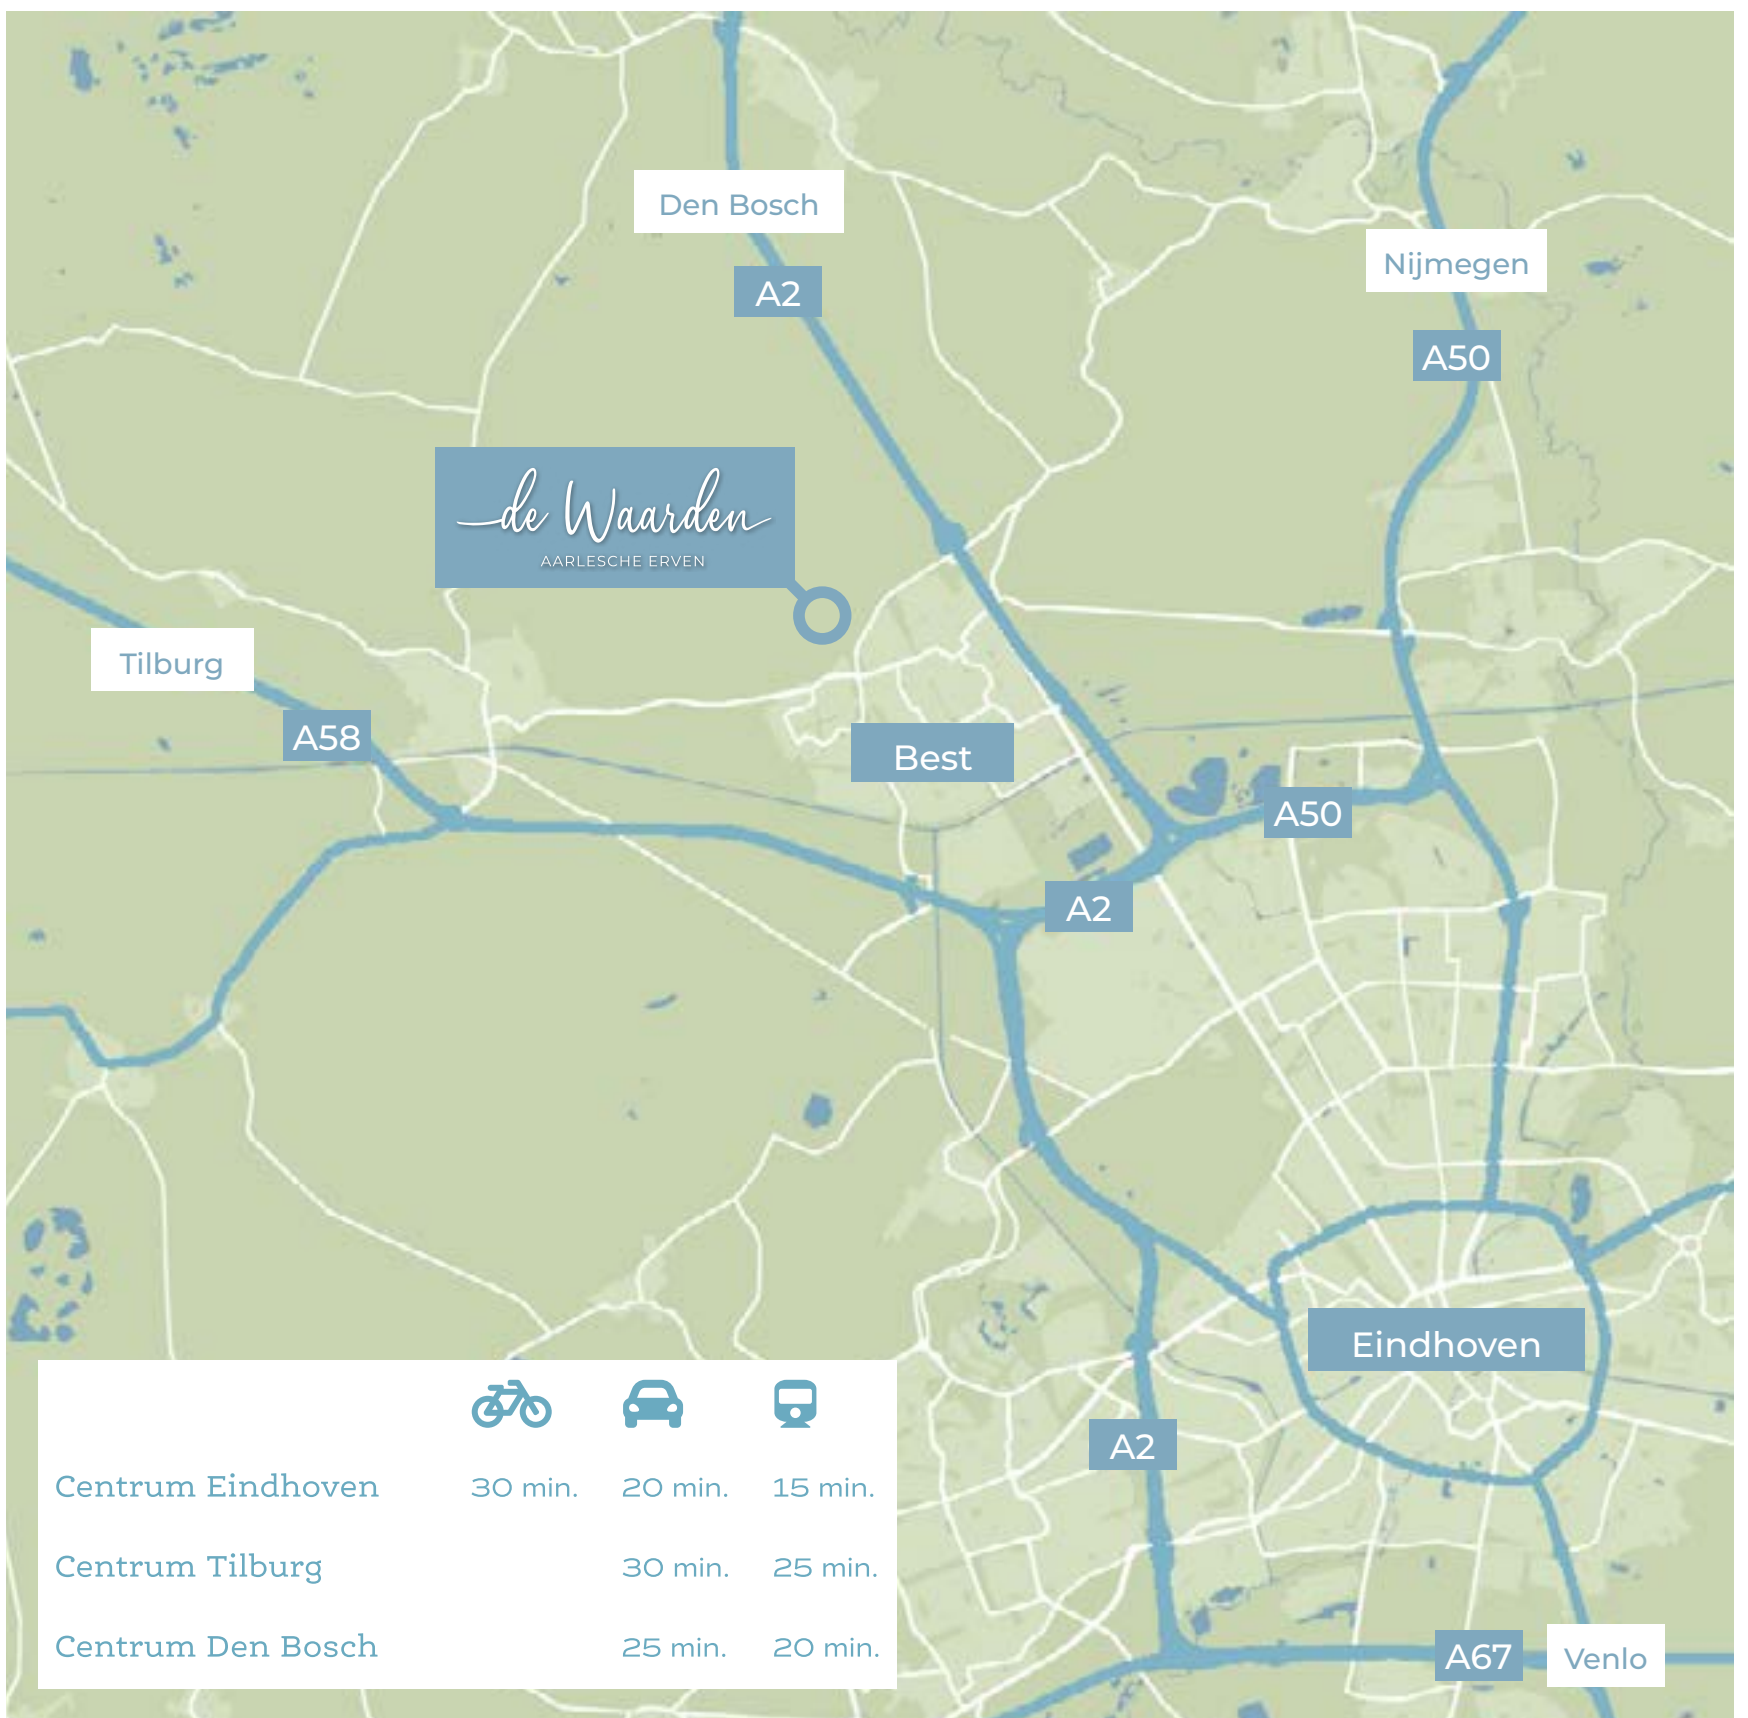 Den Bosch
A2
Nijmegen
A50
de Waarden
AARLESCHE ERVEN
Tilburg
A58
Best
A50
A2
Eindhoven
A2
Centrum Eindhoven 30 min. 20 min. 15 min.
Centrum Tilburg 30 min. 25 min.
Centrum Den Bosch 25 min. 20 min.
A67
Venlo